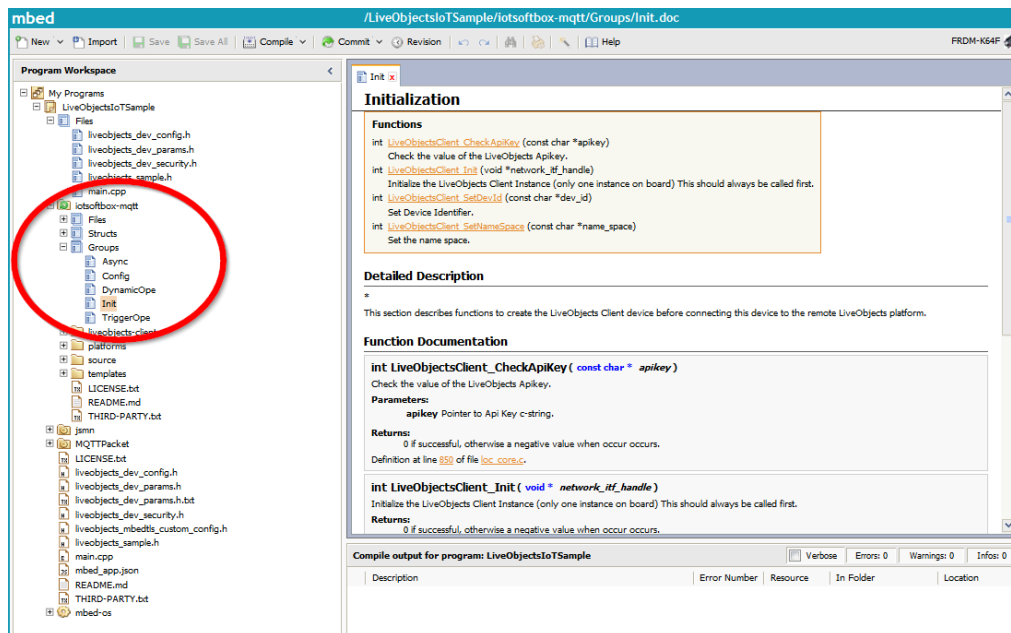 mbed
/LiveObjectsIoTSample/iotsoftbox-mqtt/Groups/Init.doc
New Import Save Save All Compile Commit Revision Help FRDM-K64F
Program Workspace
My Programs
LiveObjectsIoTSample
Files
liveobjects_dev_config.h
liveobjects_dev_params.h
liveobjects_dev_security.h
liveobjects_sample.h
main.cpp
iotsoftbox-mqtt
Files
Structs
Groups
Async
Config
DynamicOpe
Init
TriggerOpe
liveobjects-client
platforms
source
templates
LICENSE.txt
README.md
THIRD-PARTY.txt
jsmn
MQTTPacket
LICENSE.txt
liveobjects_dev_config.h
liveobjects_dev_params.h
liveobjects_dev_params.h.txt
liveobjects_dev_security.h
liveobjects_mbedtls_custom_config.h
liveobjects_sample.h
main.cpp
mbed_app.json
README.md
THIRD-PARTY.txt
mbed-os
Init
Initialization
Functions
int LiveObjectsClient_CheckApiKey (const char *apikey)
Check the value of the LiveObjects Apikey.
int LiveObjectsClient_Init (void *network_itf_handle)
Initialize the LiveObjects Client Instance (only one instance on board) This should always be called first.
int LiveObjectsClient_SetDevId (const char *dev_id)
Set Device Identifier.
int LiveObjectsClient_SetNameSpace (const char *name_space)
Set the name space.
Detailed Description
*
This section describes functions to create the LiveObjects Client device before connecting this device to the remote LiveObjects platform.
Function Documentation
int LiveObjectsClient_CheckApiKey ( const char * apikey )
Check the value of the LiveObjects Apikey.
Parameters:
apikey Pointer to Api Key c-string.
Returns:
0 if successful, otherwise a negative value when occur occurs.
Definition at line 850 of file loc_core.c.
int LiveObjectsClient_Init ( void * network_itf_handle )
Initialize the LiveObjects Client Instance (only one instance on board) This should always be called first.
Returns:
0 if successful, otherwise a negative value when occur occurs.
Compile output for program: LiveObjectsIoTSample Verbose Errors: 0 Warnings: 0 Infos: 0
Description Error Number Resource In Folder Location